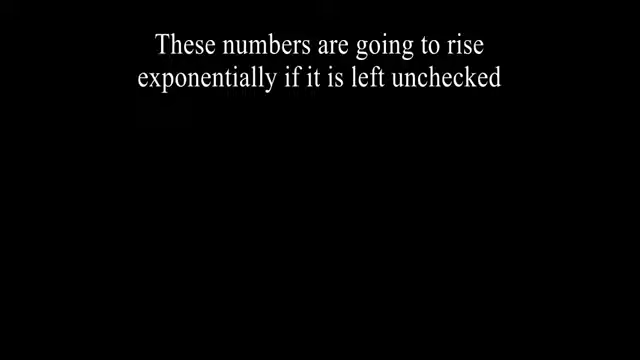 These numbers are going to rise
exponentially if it is left unchecked